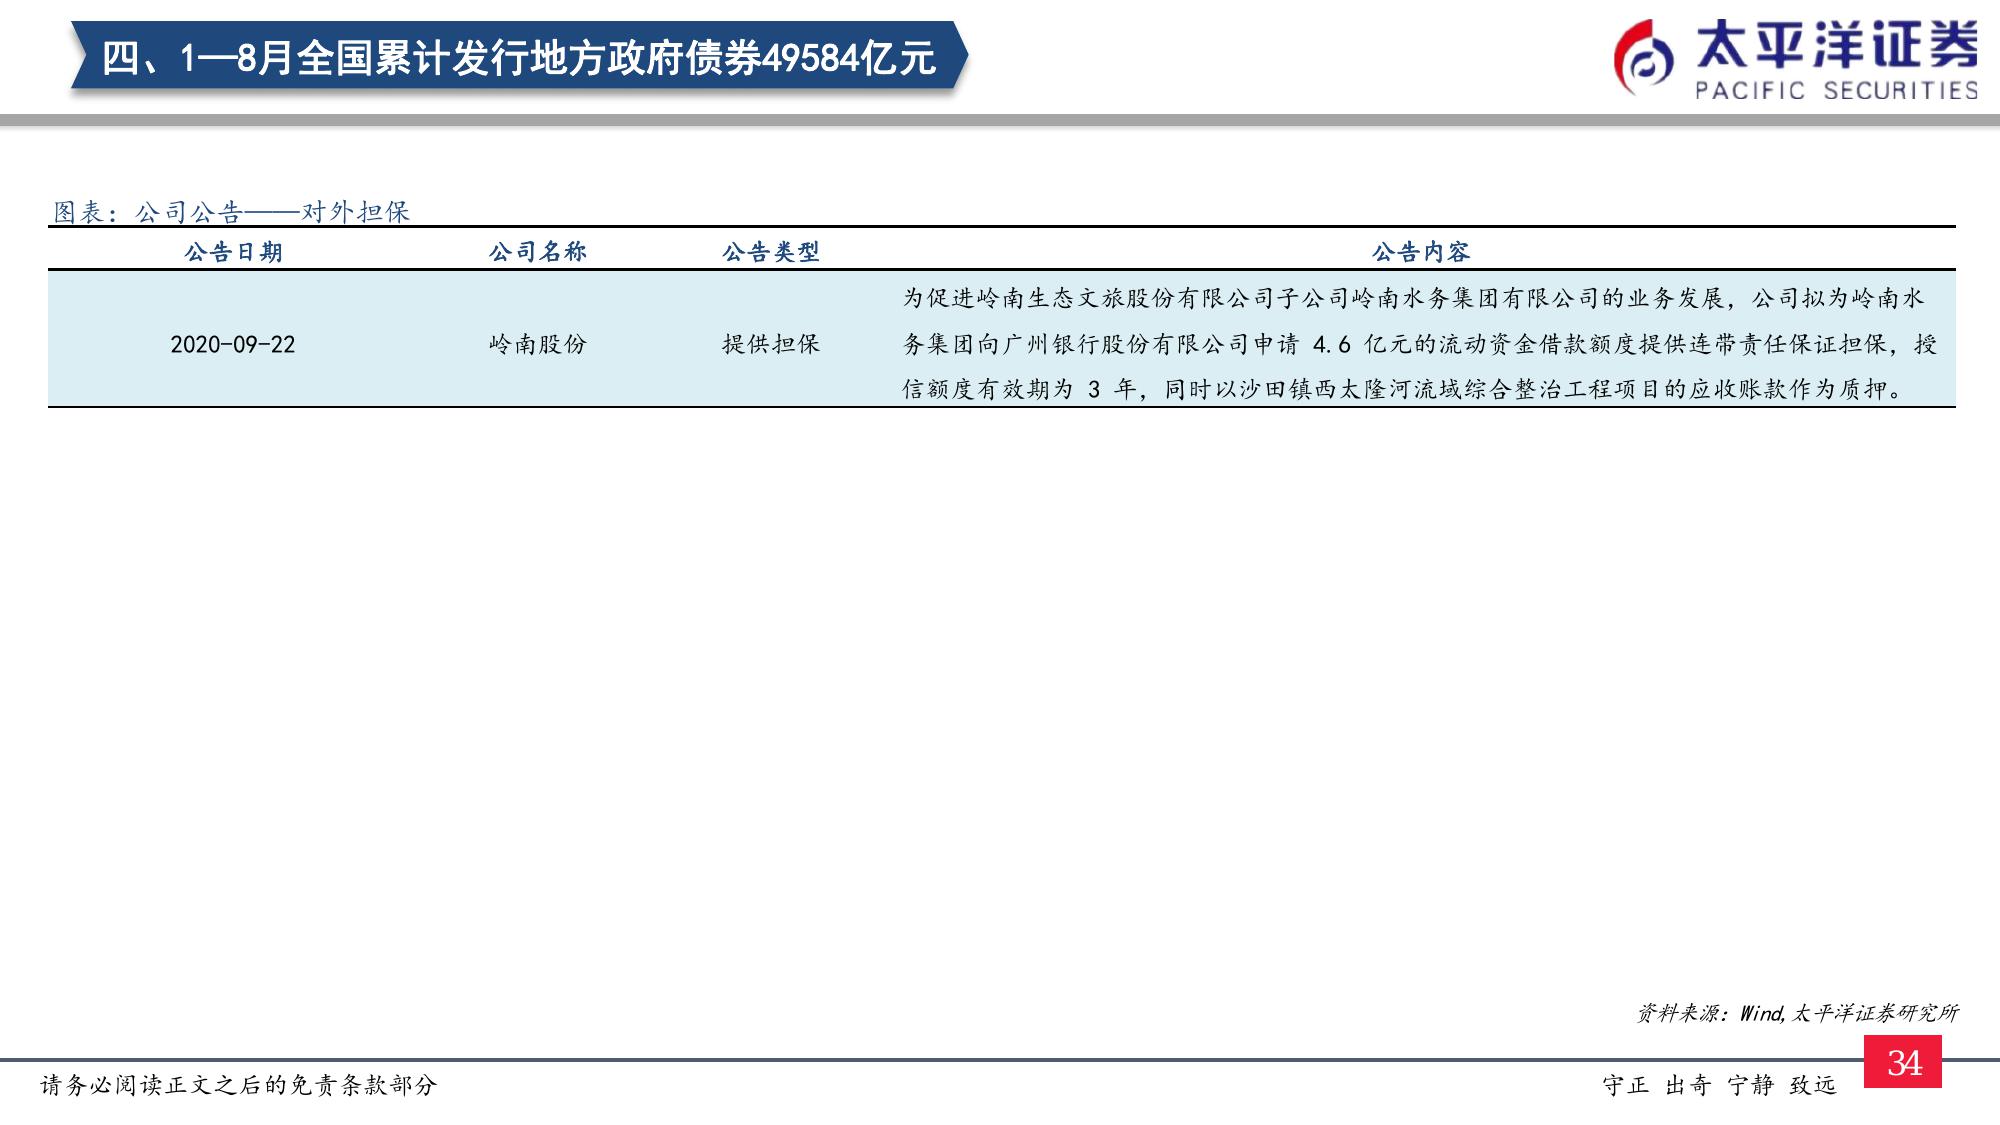 四、1—8月全国累计发行地方政府债券49584亿元
太平洋证券
PACIFIC SECURITIES
图表：公司公告——对外担保
公告日期 公司名称 公告类型 公告内容
为促进岭南生态文旅股份有限公司子公司岭南水务集团有限公司的业务发展，公司拟为岭南水
2020-09-22 岭南股份 提供担保 务集团向广州银行股份有限公司申请 4.6 亿元的流动资金借款额度提供连带责任保证担保，授
信额度有效期为 3 年，同时以沙田镇西太隆河流域综合整治工程项目的应收账款作为质押。
资料来源：Wind,太平洋证券研究所
34
请务必阅读正文之后的免责条款部分
守正 出奇 宁静 致远